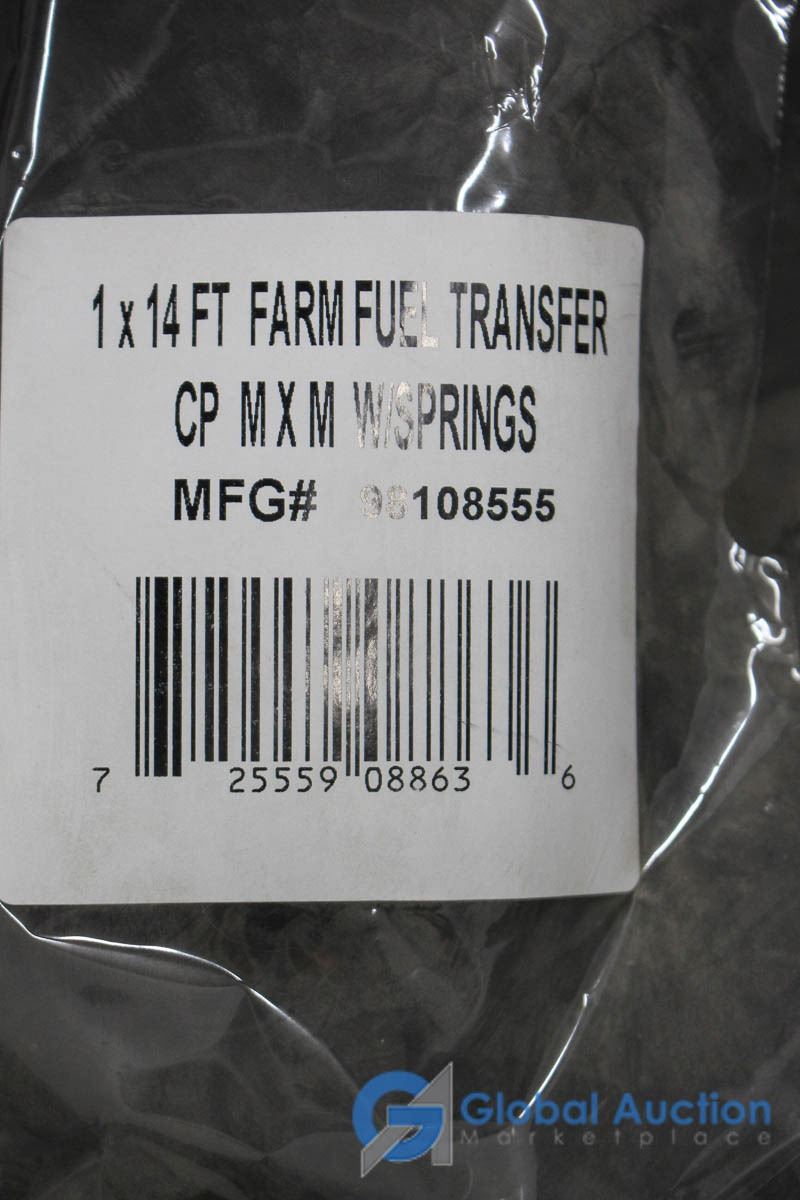 1 x 14 FT FARM FUEL TRANSFER
CP M X M W/SPRINGS
MFG# 98108555
7 25559 08863 6
Global Auction
Marketplace